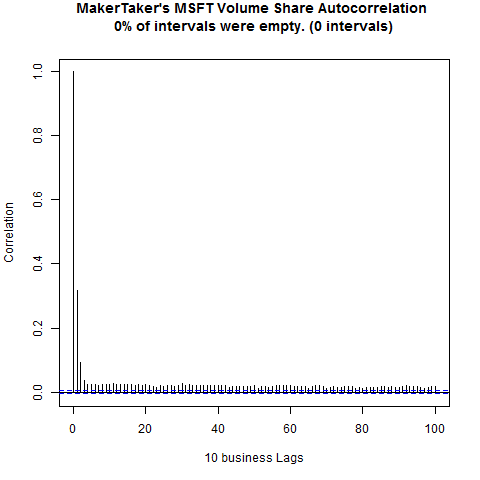 MakerTaker's MSFT Volume Share Autocorrelation
0% of intervals were empty. (0 intervals)
1.0
0.8
0.6
0.4
0.2
0.0
Correlation
0 20 40 60 80 100
10 business Lags